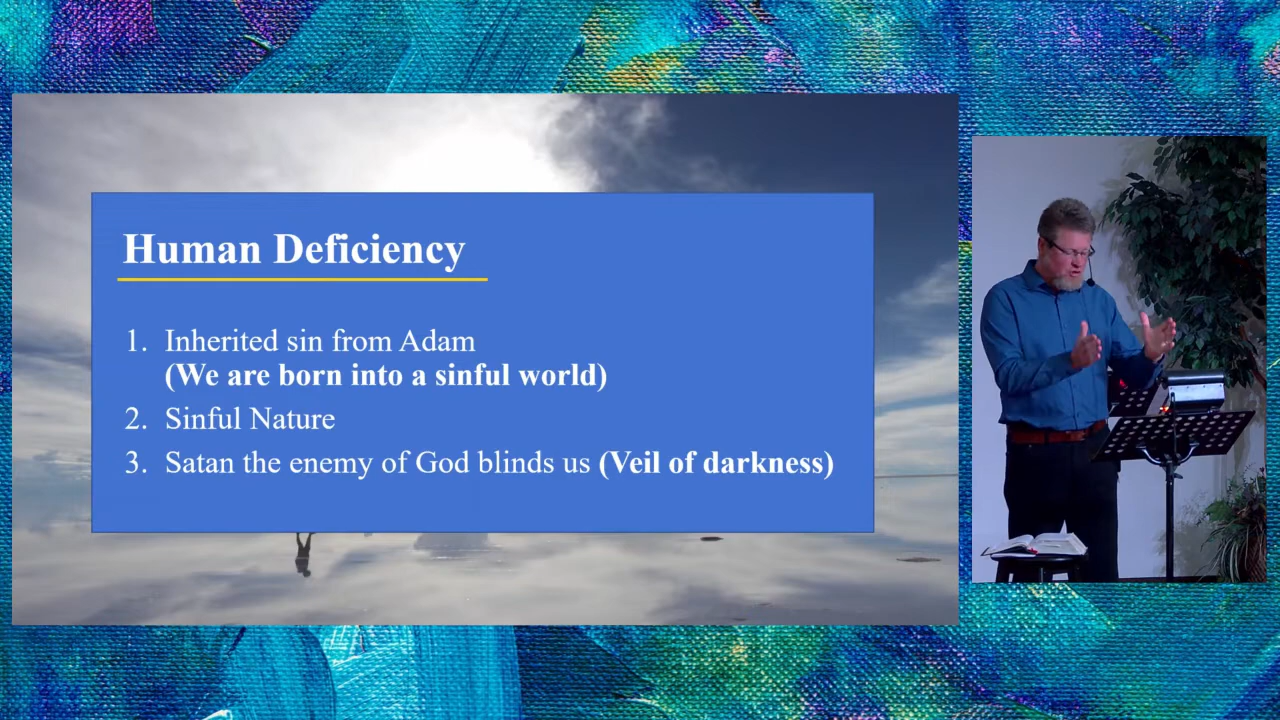 Human Deficiency
1. Inherited sin from Adam
(We are born into a sinful world)
2. Sinful Nature
3. Satan the enemy of God blinds us (Veil of darkness)